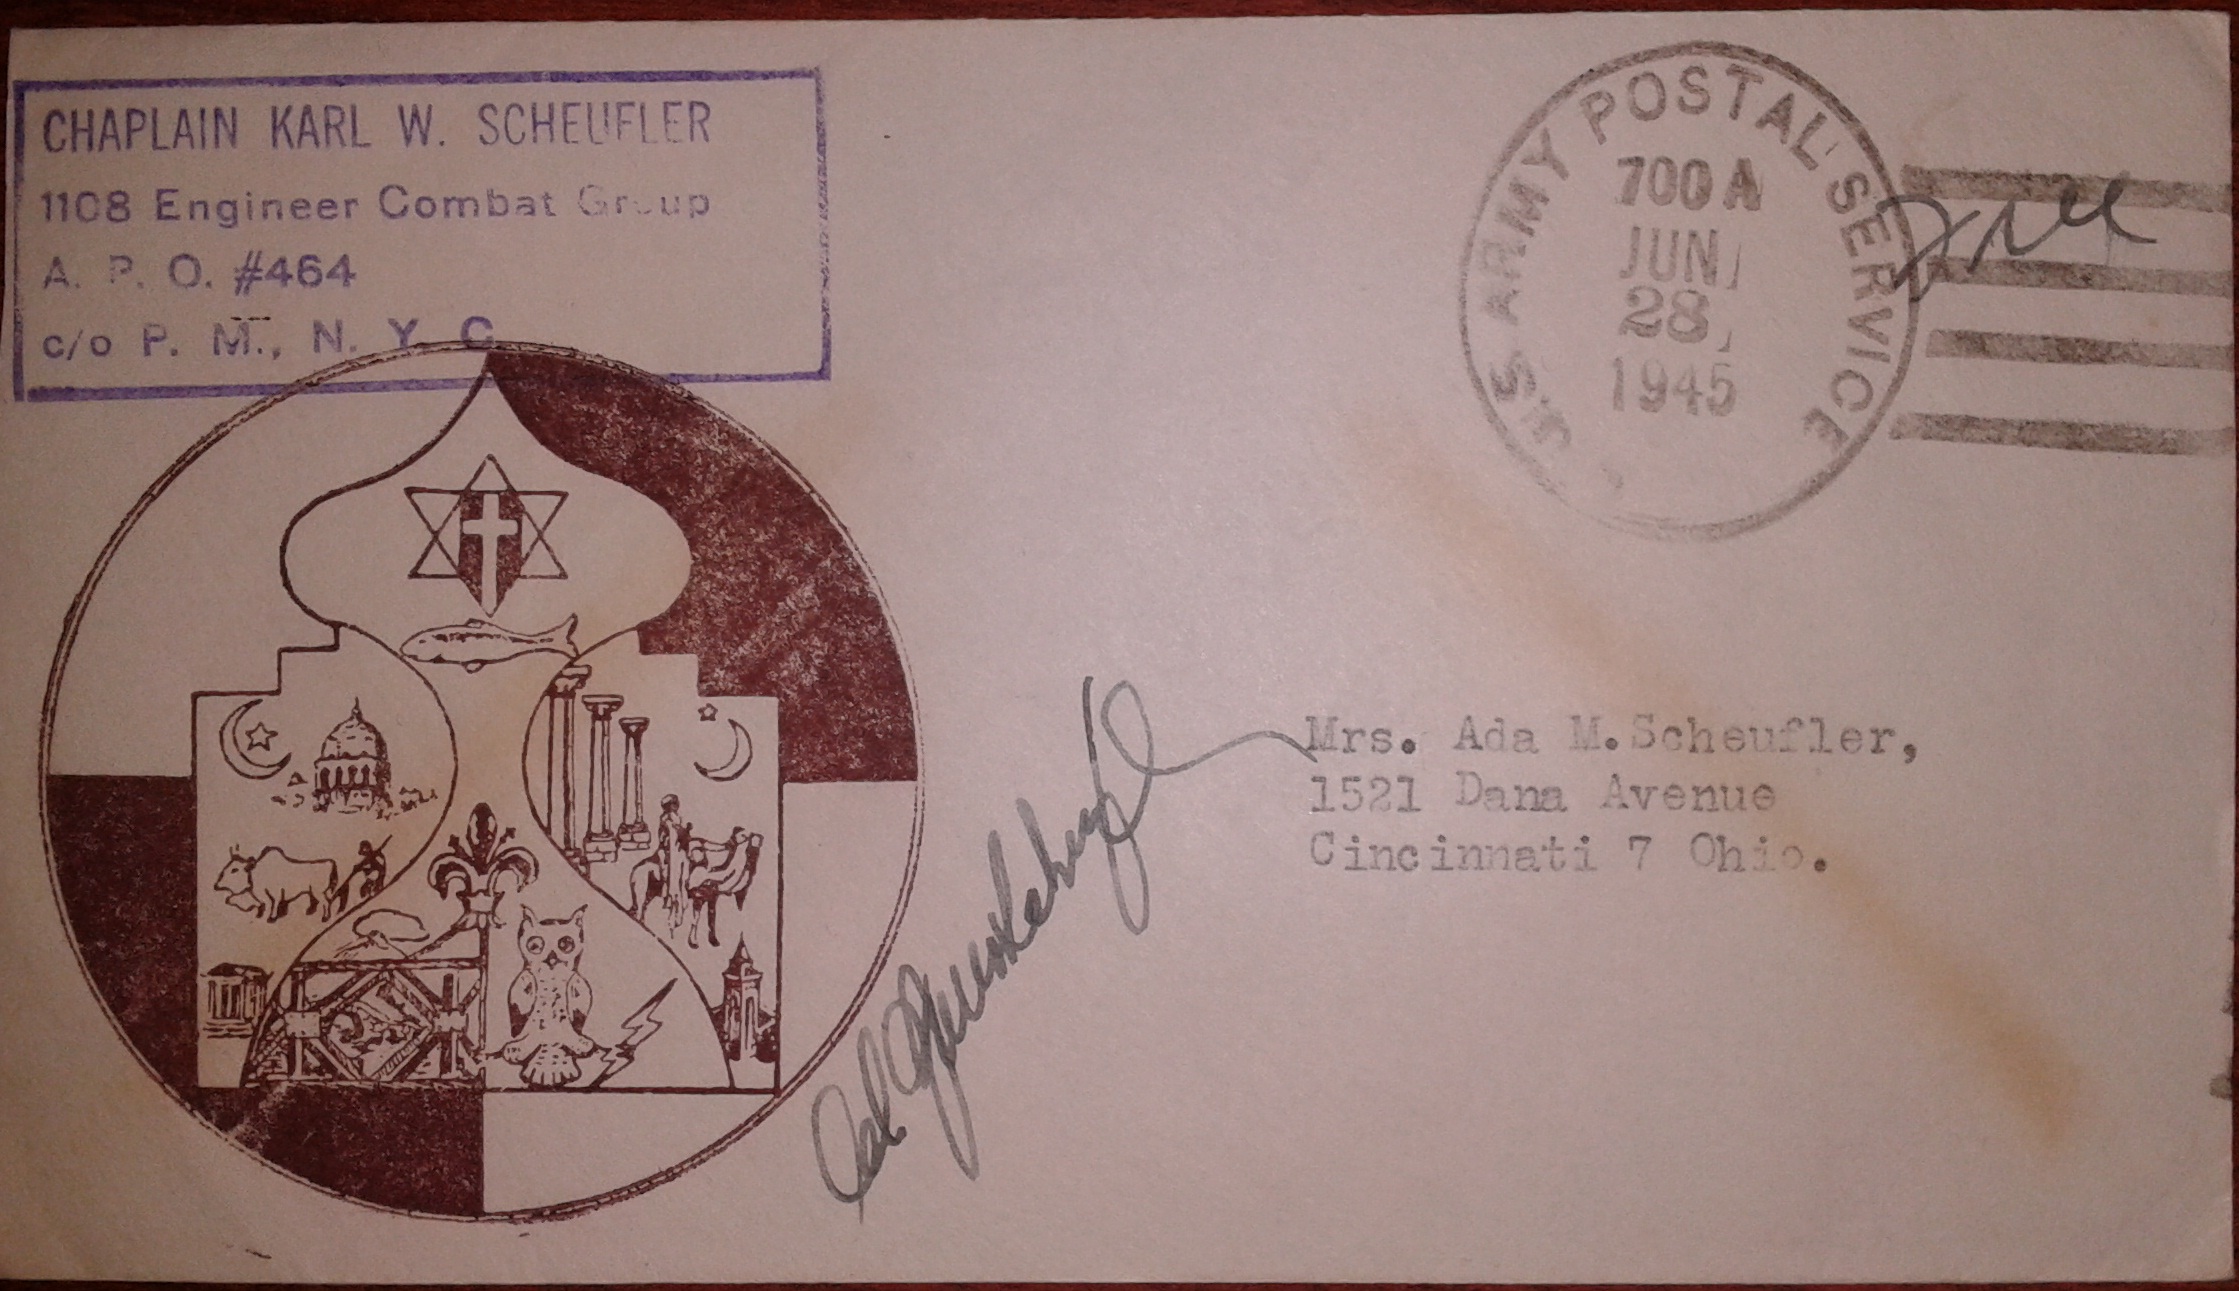 CHAPLAIN KARL W. SCHEUFLER
1108 Engineer Combat Group
A. P. O. #464
c/o P. M., N. Y. C.
U.S. ARMY POSTAL SERVICE
700 A
JUN
28
1945
Free
Mrs. Ada M. Scheufler,
1521 Dana Avenue
Cincinnati 7 Ohio.